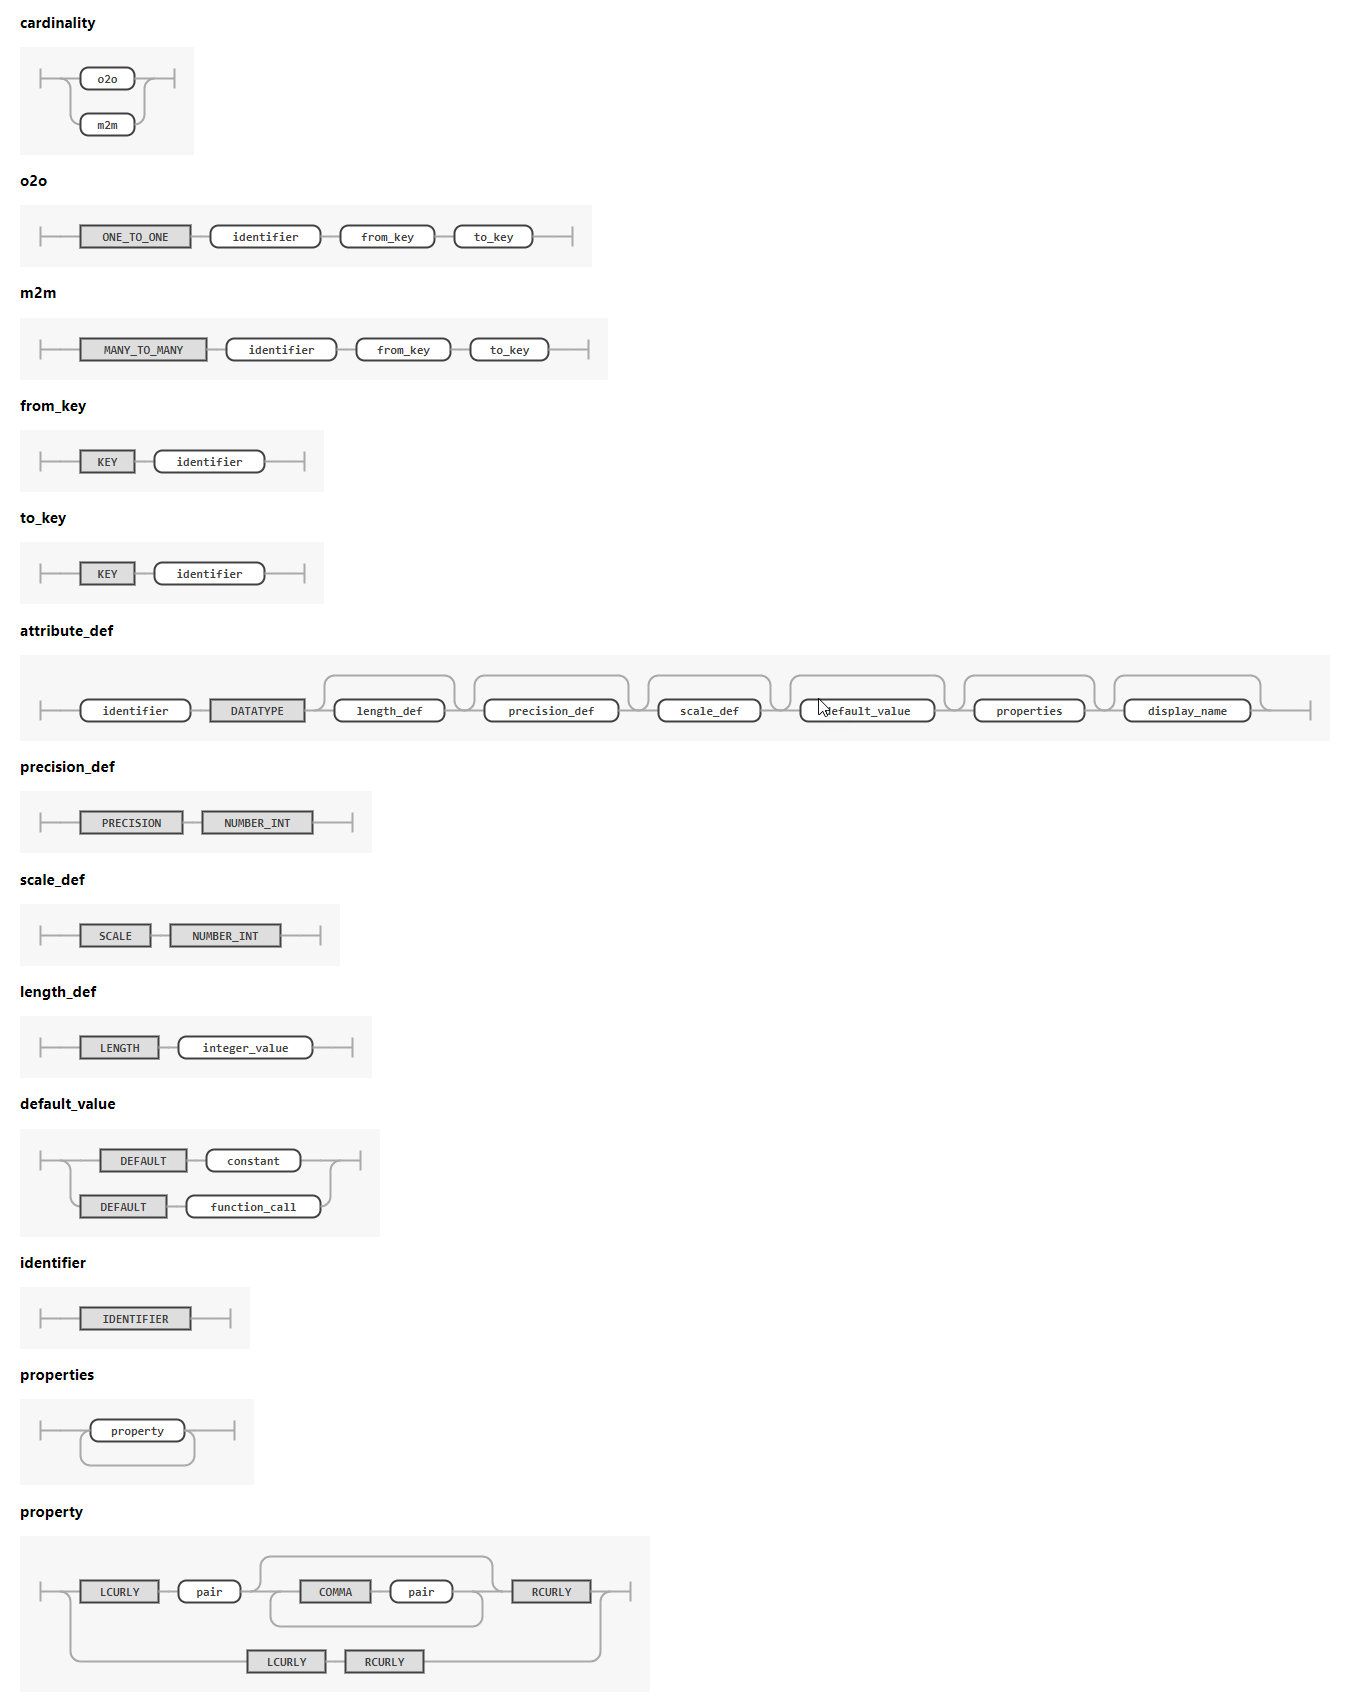 cardinality
o2o
m2m
o2o
ONE_TO_ONE identifier from_key to_key
m2m
MANY_TO_MANY identifier from_key to_key
from_key
KEY identifier
to_key
KEY identifier
attribute_def
identifier DATATYPE length_def precision_def scale_def default_value properties display_name
precision_def
PRECISION NUMBER_INT
scale_def
SCALE NUMBER_INT
length_def
LENGTH integer_value
default_value
DEFAULT constant
DEFAULT function_call
identifier
IDENTIFIER
properties
property
property
LCURLY pair COMMA pair RCURLY
LCURLY RCURLY